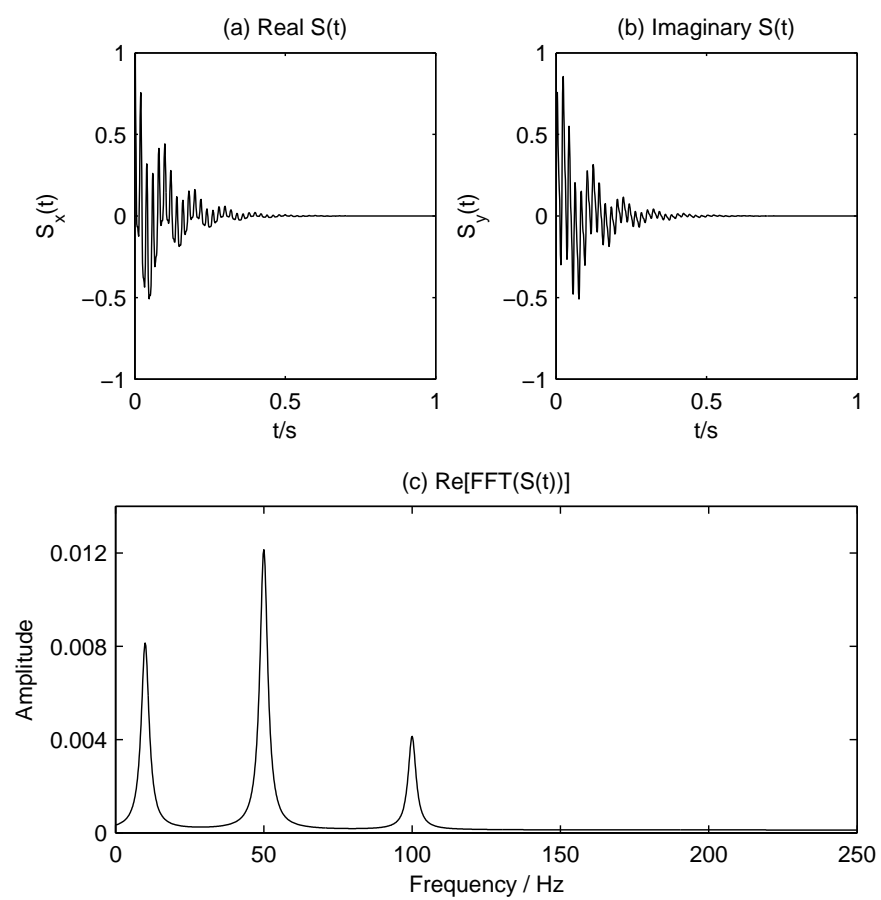 (a) Real S(t)
1
0.5
0
−0.5
−1
S_x(t)
0
0.5
1
t/s
(b) Imaginary S(t)
1
0.5
0
−0.5
−1
S_y(t)
0
0.5
1
t/s
(c) Re[FFT(S(t))]
0.012
0.008
0.004
0
Amplitude
0
50
100
150
200
250
Frequency / Hz